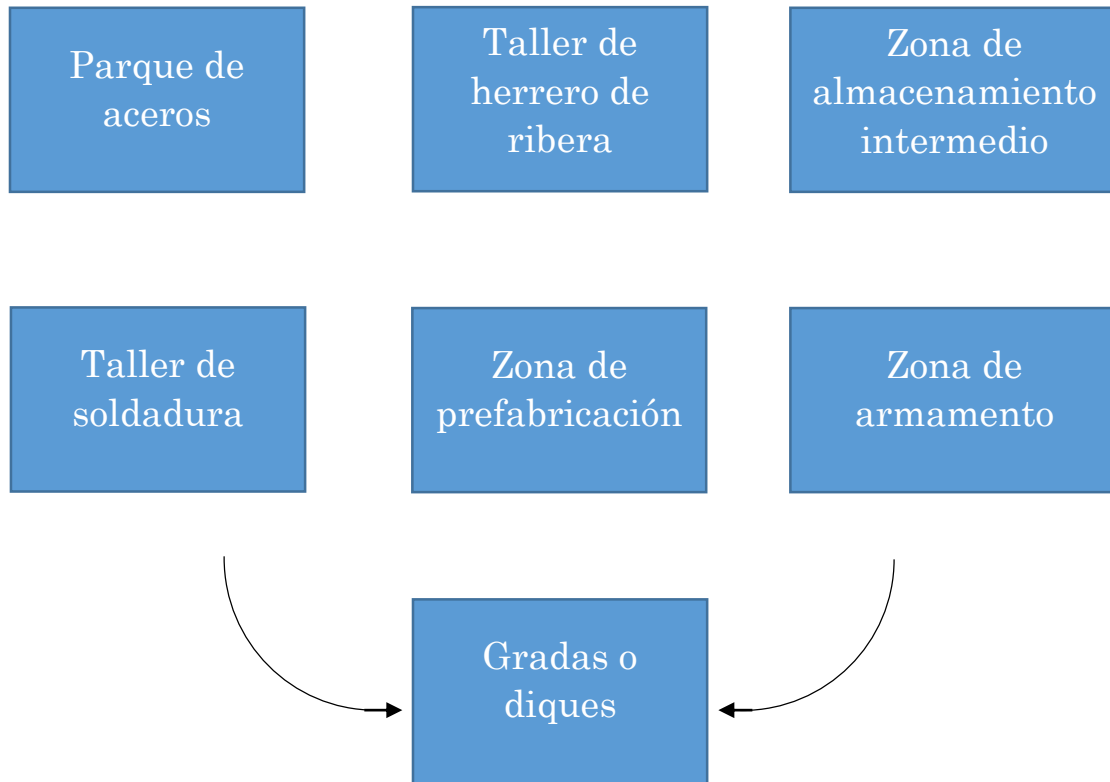 Parque de
aceros
Taller de
herrero de
ribera
Zona de
almacenamiento
intermedio
Taller de
soldadura
Zona de
prefabricación
Zona de
armamento
Gradas o
diques